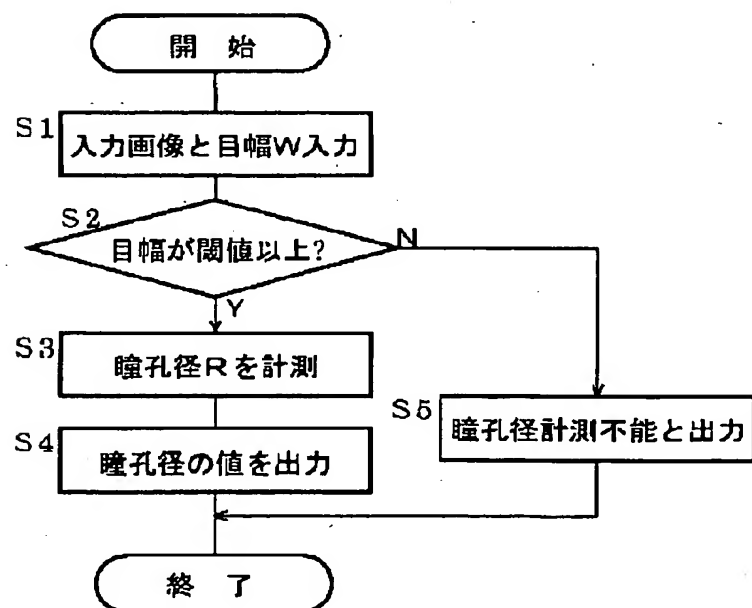 開 始
S1
入力画像と目幅W入力
S2
目幅が閾値以上?
N
Y
S3
瞳孔径Rを計測
S5
瞳孔径計測不能と出力
S4
瞳孔径の値を出力
終 了